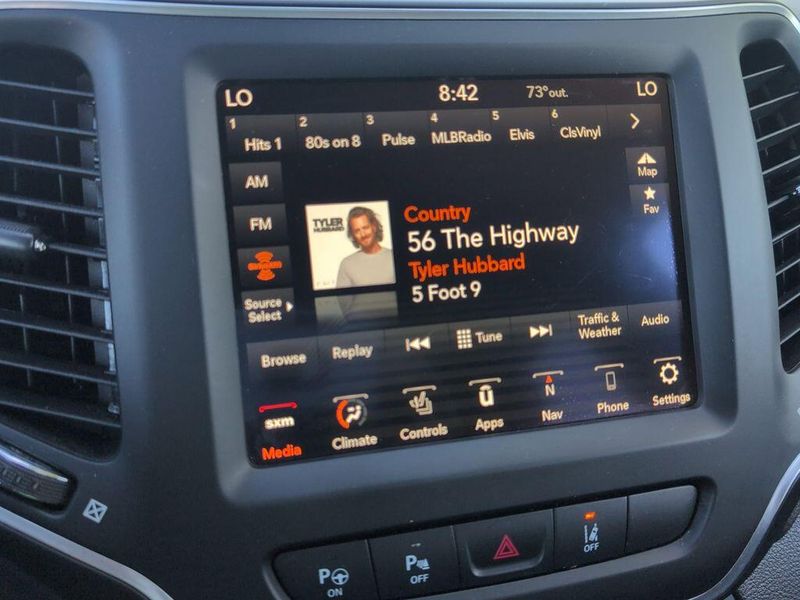 LO 8:42 73°out. LO
1 Hits 1 2 80s on 8 3 Pulse 4 MLBRadio 5 Elvis 6 ClsVinyl
AM
Map
FM
Fav
TYLER
HUBBARD
Country
56 The Highway
Tyler Hubbard
5 Foot 9
Source
Select
Browse Replay Tune Traffic &
Weather Audio
sxm
Media Climate Controls Apps Nav Phone Settings
N
P ON
P OFF
OFF